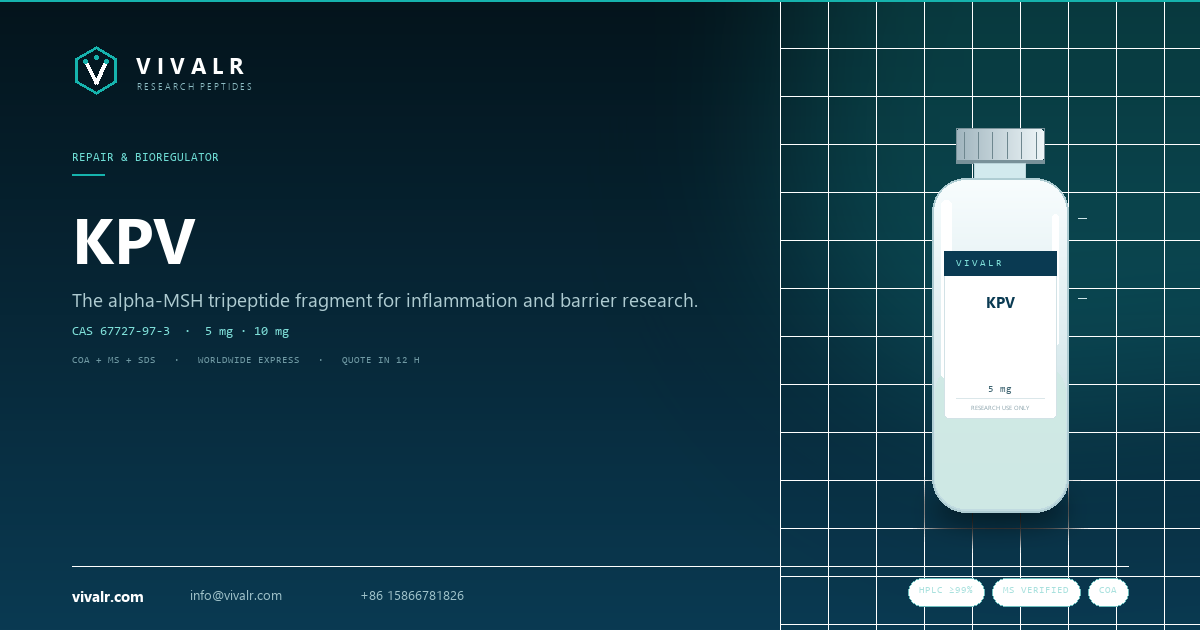 VIVALR
RESEARCH PEPTIDES
REPAIR & BIOREGULATOR
KPV
The alpha-MSH tripeptide fragment for inflammation and barrier research.
CAS 67727-97-3 · 5 mg · 10 mg
COA + MS + SDS · WORLDWIDE EXPRESS · QUOTE IN 12 H
VIVALR
KPV
5 mg
RESEARCH USE ONLY
vivalr.com info@vivalr.com +86 15866781826
HPLC ≥99% MS VERIFIED COA